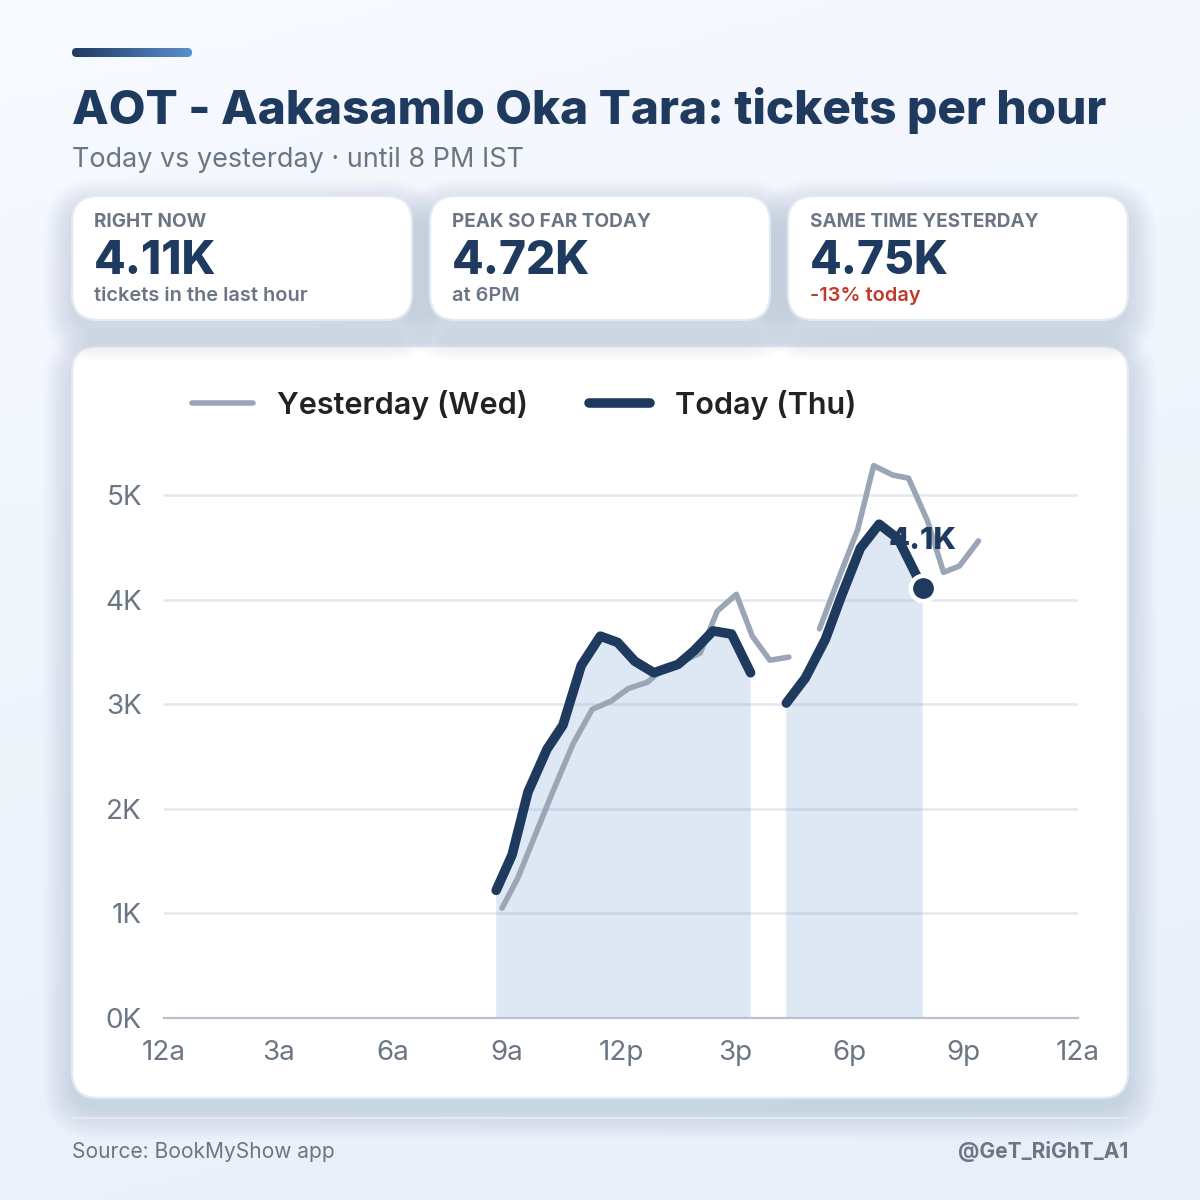 AOT - Aakasamlo Oka Tara: tickets per hour
Today vs yesterday · until 8 PM IST
RIGHT NOW
4.11K
tickets in the last hour
PEAK SO FAR TODAY
4.72K
at 6PM
SAME TIME YESTERDAY
4.75K
-13% today
Yesterday (Wed)
Today (Thu)
5K
4.1K
4K
3K
2K
1K
0K
12a 3a 6a 9a 12p 3p 6p 9p 12a
Source: BookMyShow app
@GeT_RiGhT_A1